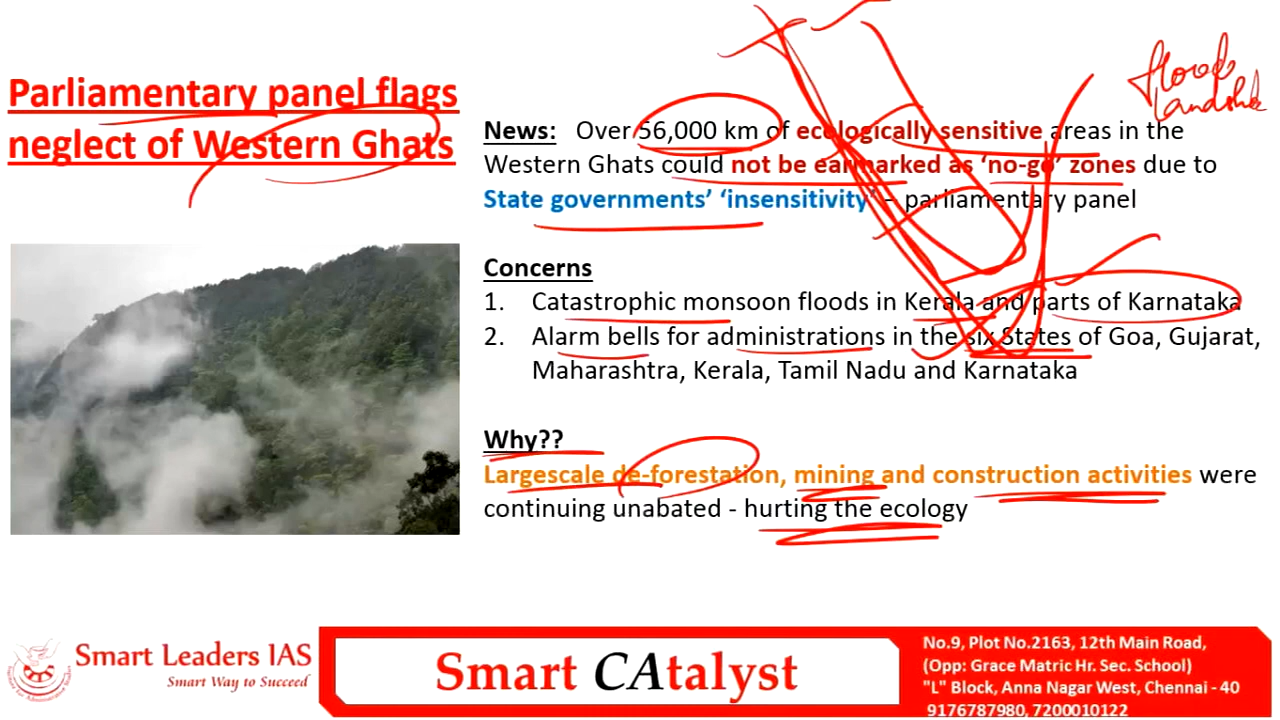 Parliamentary panel flags
neglect of Western Ghats
floods
Landslide
News: Over 56,000 km of ecologically sensitive areas in the
Western Ghats could not be earmarked as ‘no-go’ zones due to
State governments’ ‘insensitivity’ – parliamentary panel
Concerns
1. Catastrophic monsoon floods in Kerala and parts of Karnataka
2. Alarm bells for administrations in the six States of Goa, Gujarat,
Maharashtra, Kerala, Tamil Nadu and Karnataka
Why??
Largescale de-forestation, mining and construction activities were
continuing unabated - hurting the ecology
Smart Leaders IAS
Smart Way to Succeed
Smart CAtalyst
No.9, Plot No.2163, 12th Main Road,
(Opp: Grace Matric Hr. Sec. School)
"L" Block, Anna Nagar West, Chennai - 40
9176787980, 7200010122